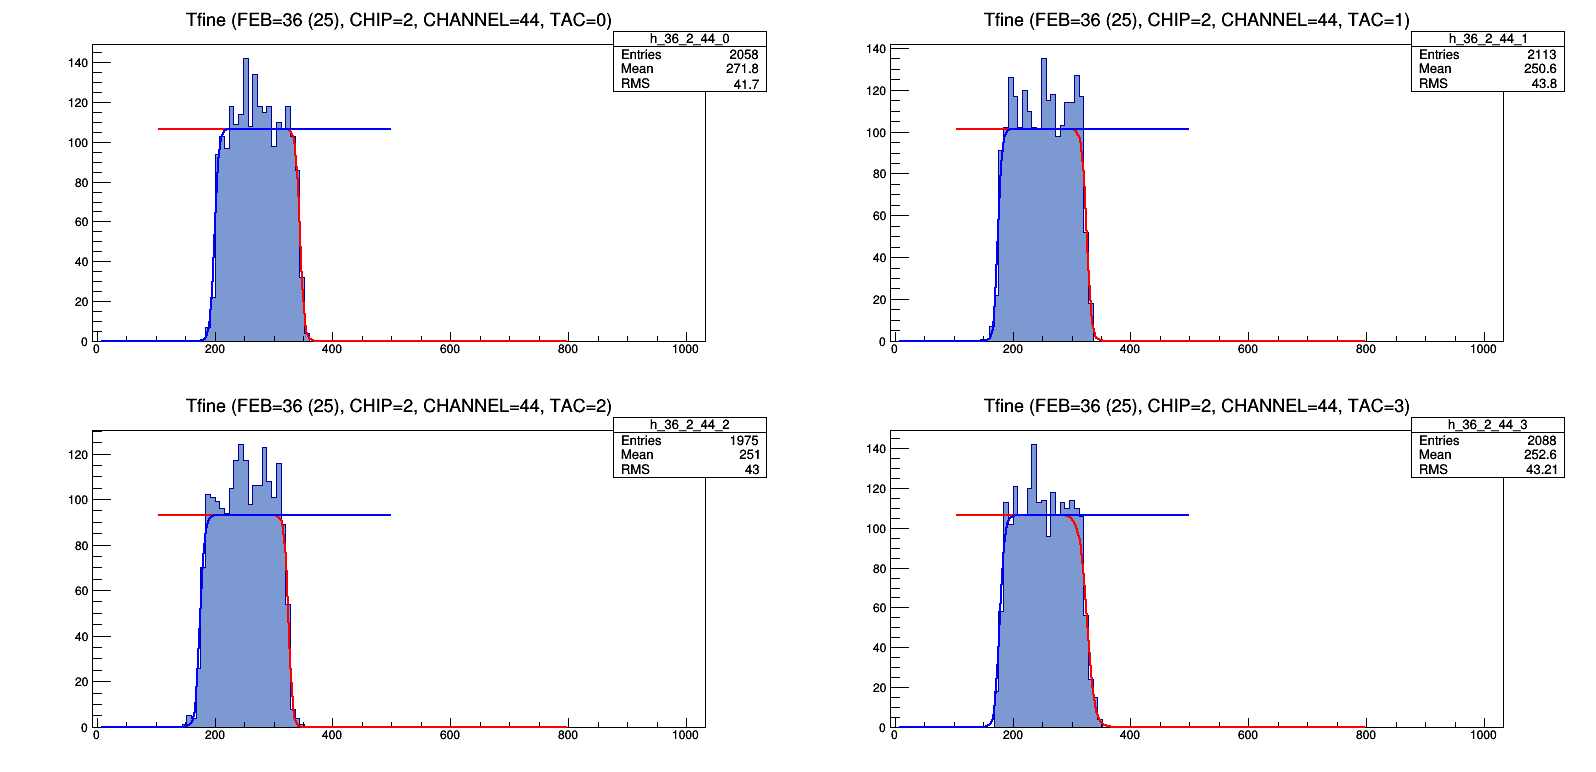 Tfine (FEB=36 (25), CHIP=2, CHANNEL=44, TAC=0)
h_36_2_44_0
Entries 2058
Mean 271.8
RMS 41.7
140
120
100
80
60
40
20
0
0 200 400 600 800 1000
Tfine (FEB=36 (25), CHIP=2, CHANNEL=44, TAC=1)
h_36_2_44_1
Entries 2113
Mean 250.6
RMS 43.8
140
120
100
80
60
40
20
0
0 200 400 600 800 1000
Tfine (FEB=36 (25), CHIP=2, CHANNEL=44, TAC=2)
h_36_2_44_2
Entries 1975
Mean 251
RMS 43
120
100
80
60
40
20
0
0 200 400 600 800 1000
Tfine (FEB=36 (25), CHIP=2, CHANNEL=44, TAC=3)
h_36_2_44_3
Entries 2088
Mean 252.6
RMS 43.21
140
120
100
80
60
40
20
0
0 200 400 600 800 1000